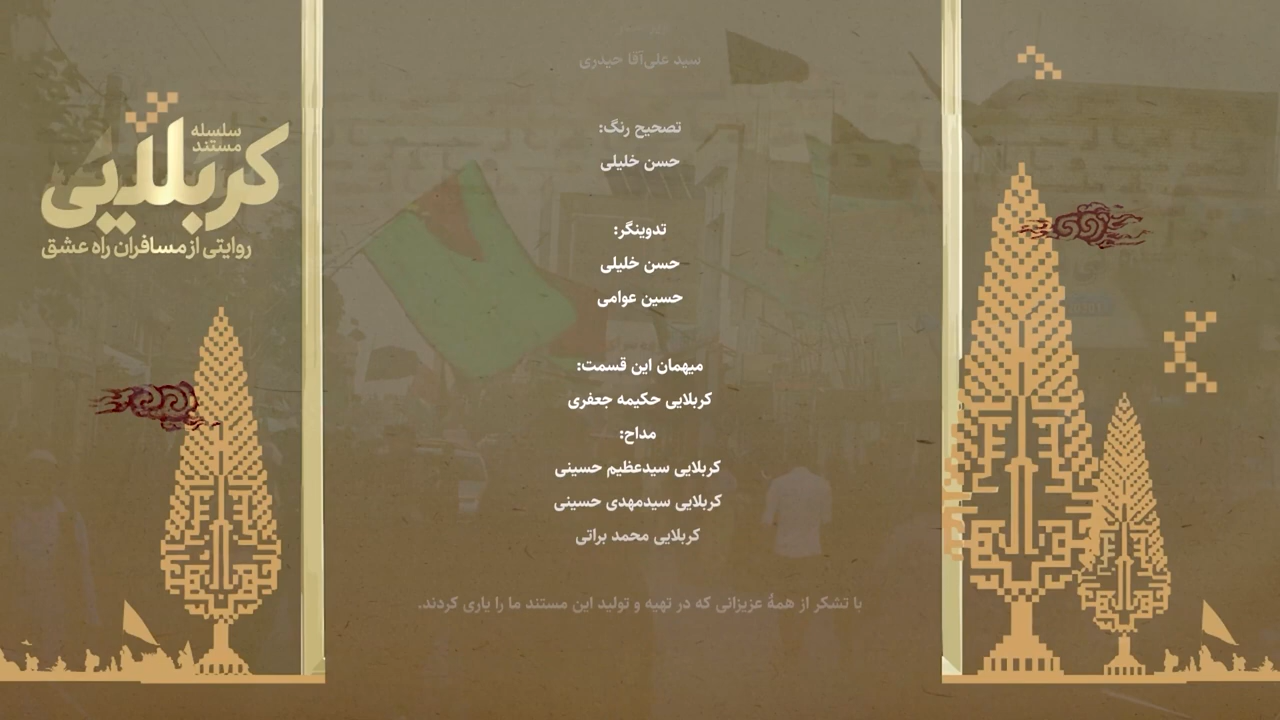 سلسله
مستند
کربلایی
روایتی از مسافران راه عشق
سید علی‌آقا حیدری
تصحیح رنگ:
حسن خلیلی
تدوینگر:
حسن خلیلی
حسین عوامی
میهمان این قسمت:
کربلایی حکیمه جعفری
مداح:
کربلایی سیدعظیم حسینی
کربلایی سیدمهدی حسینی
کربلایی محمد براتی
با تشکر از همهٔ عزیزانی که در تهیه و تولید این مستند ما را یاری کردند.